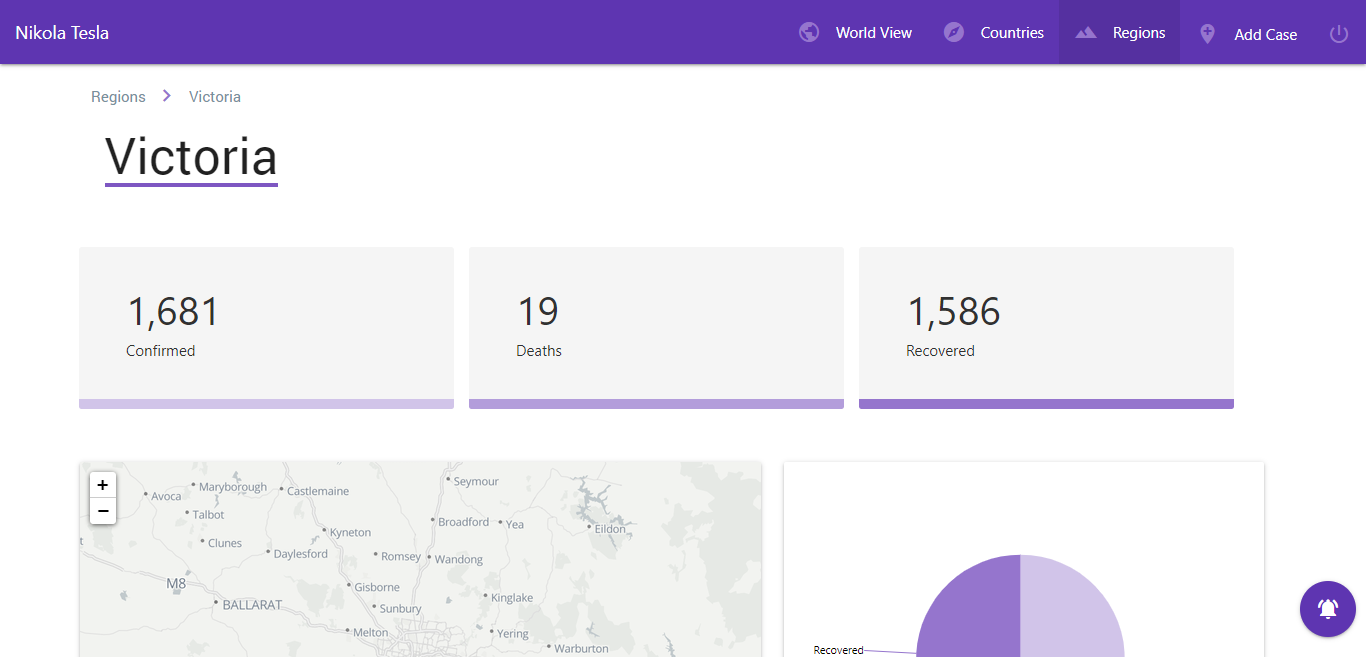 Nikola Tesla
World View
Countries
Regions
Add Case
Regions
Victoria
Victoria
1,681
Confirmed
19
Deaths
1,586
Recovered
+
−
Avoca
Maryborough
Castlemaine
Seymour
Talbot
Broadford
Yea
Eildon
Kyneton
Clunes
Daylesford
Romsey
Wandong
M8
Gisborne
Kinglake
BALLARAT
Sunbury
Melton
Yering
Warburton
Recovered